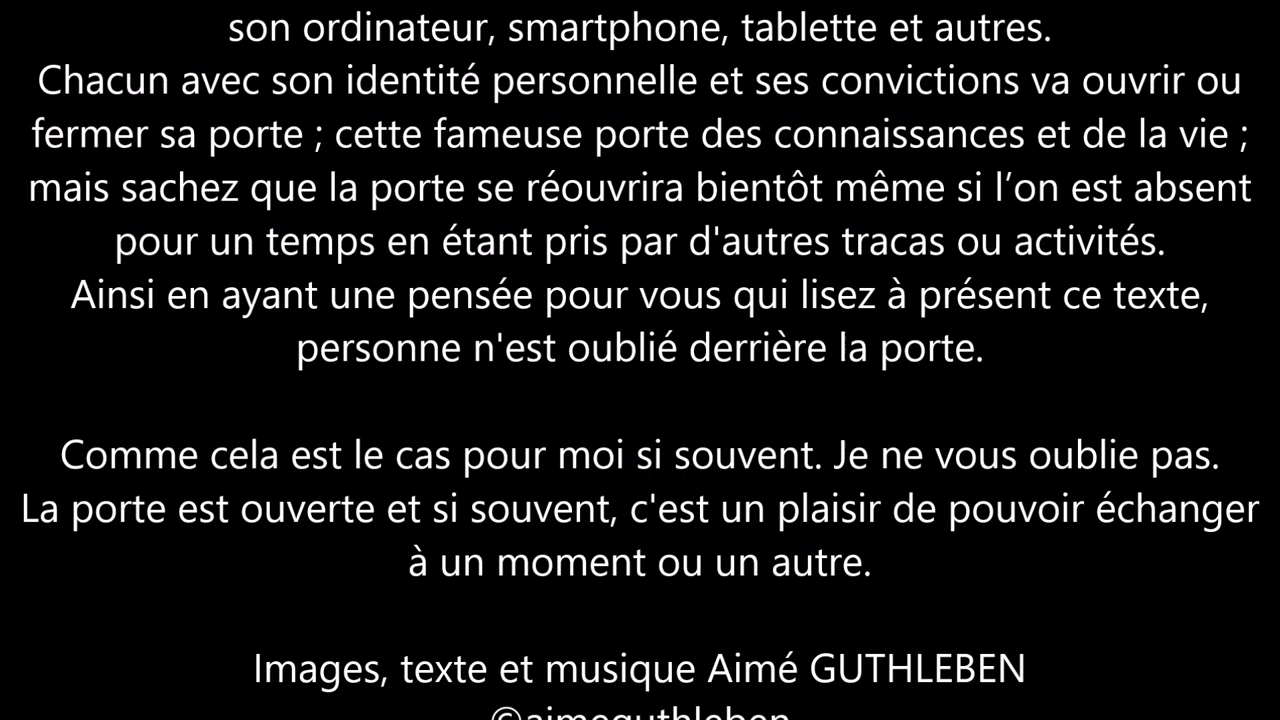 son ordinateur, smartphone, tablette et autres.
Chacun avec son identité personnelle et ses convictions va ouvrir ou
fermer sa porte ; cette fameuse porte des connaissances et de la vie ;
mais sachez que la porte se réouvrira bientôt même si l’on est absent
pour un temps en étant pris par d'autres tracas ou activités.
Ainsi en ayant une pensée pour vous qui lisez à présent ce texte,
personne n'est oublié derrière la porte.
Comme cela est le cas pour moi si souvent. Je ne vous oublie pas.
La porte est ouverte et si souvent, c'est un plaisir de pouvoir échanger
à un moment ou un autre.
Images, texte et musique Aimé GUTHLEBEN
©aimeguthleben